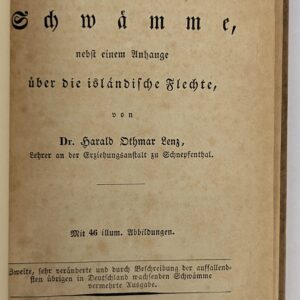 Schwämme,
nebst einem Anhange
über die isländische Flechte,
von
Dr. Harald Othmar Lenz,
Lehrer an der Erziehungsanstalt zu Schnepfenthal.
Mit 46 illum. Abbildungen.
Zweite, sehr veränderte und durch Beschreibung der auffallend-
sten übrigen in Deutschland wachsenden Schwämme
vermehrte Ausgabe.